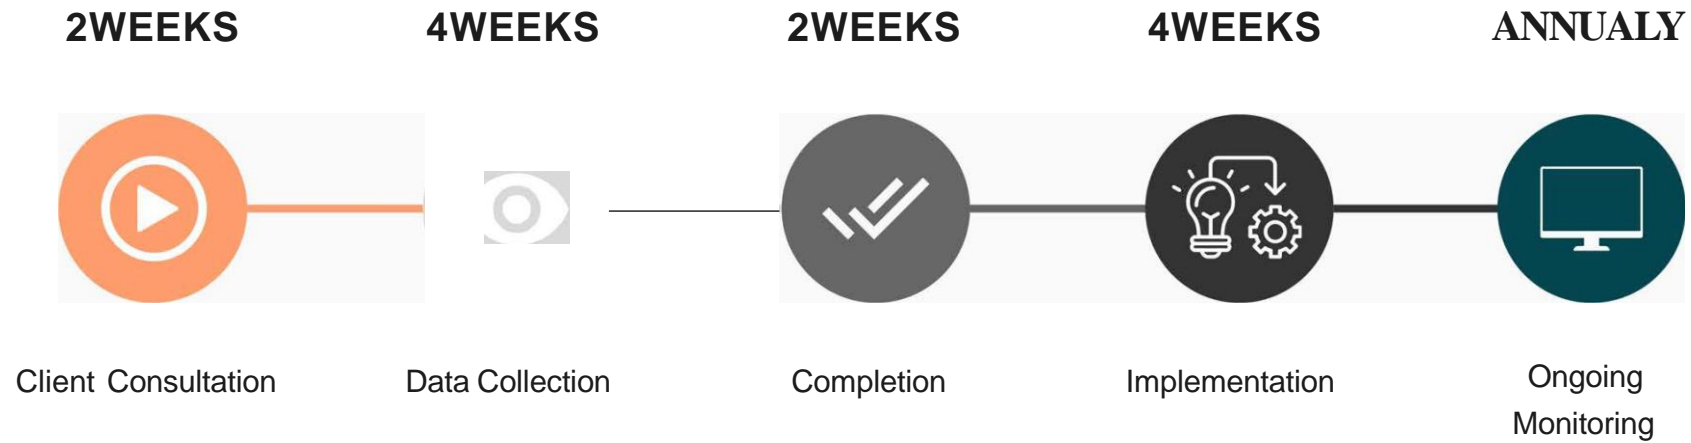 2WEEKS 4WEEKS 2WEEKS 4WEEKS ANNUALY
Client Consultation Data Collection Completion Implementation Ongoing
Monitoring